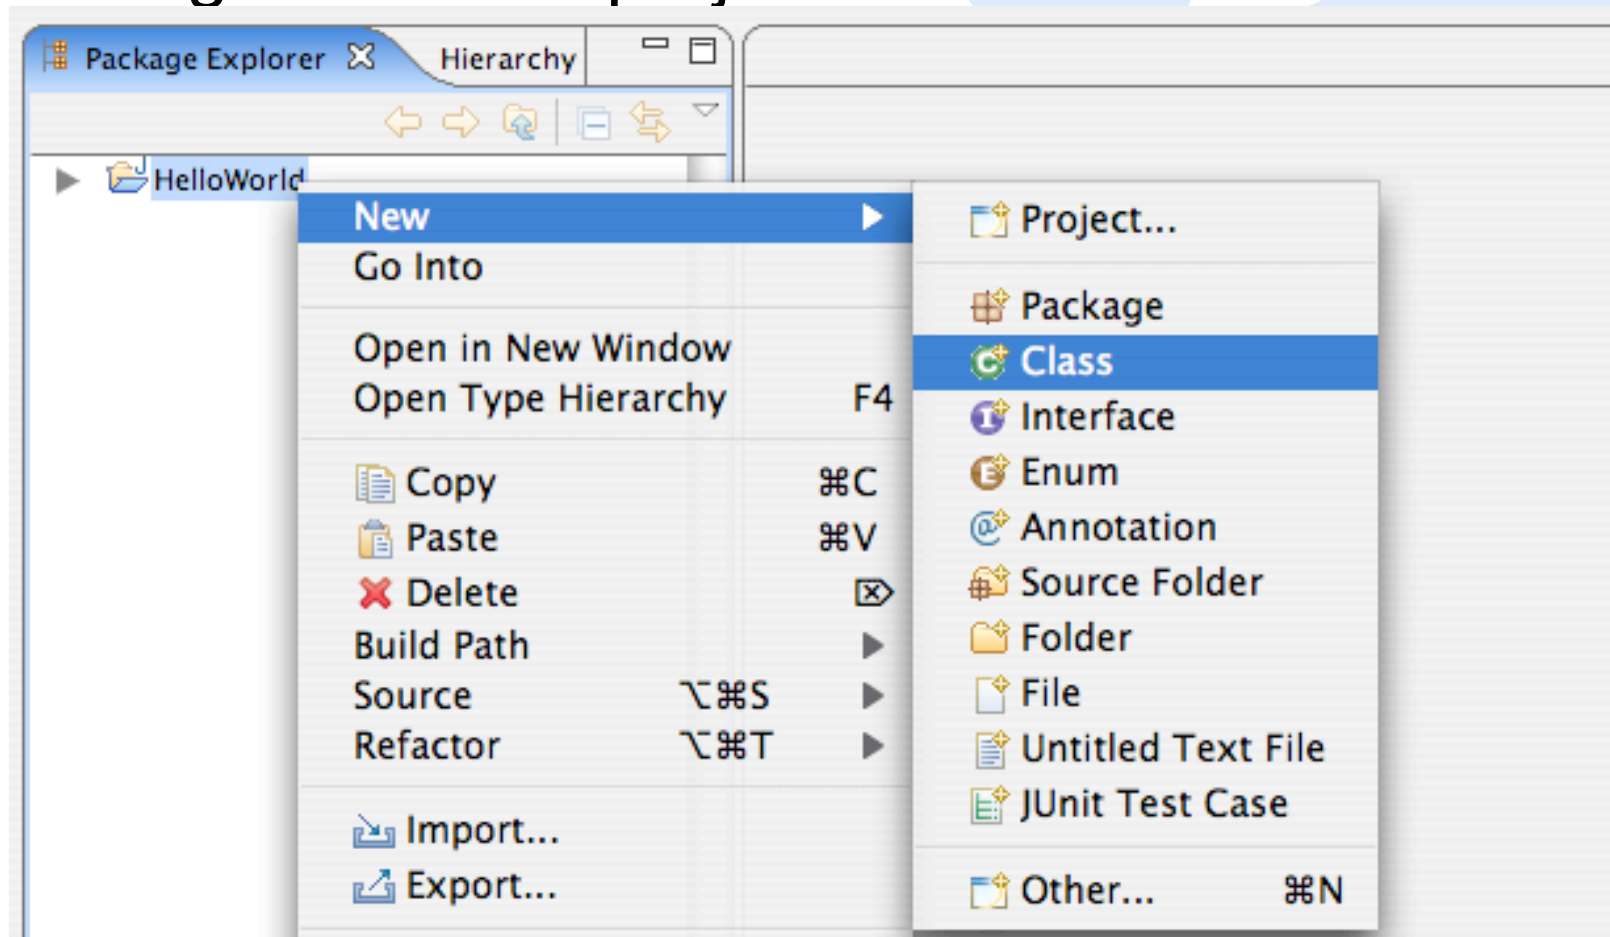 Package Explorer
Hierarchy
HelloWorld
New
Go Into
Open in New Window
Open Type Hierarchy F4
Copy ⌘C
Paste ⌘V
Delete ⌦
Build Path
Source ⌥⌘S
Refactor ⌥⌘T
Import...
Export...
Project...
Package
Class
Interface
Enum
Annotation
Source Folder
Folder
File
Untitled Text File
JUnit Test Case
Other... ⌘N